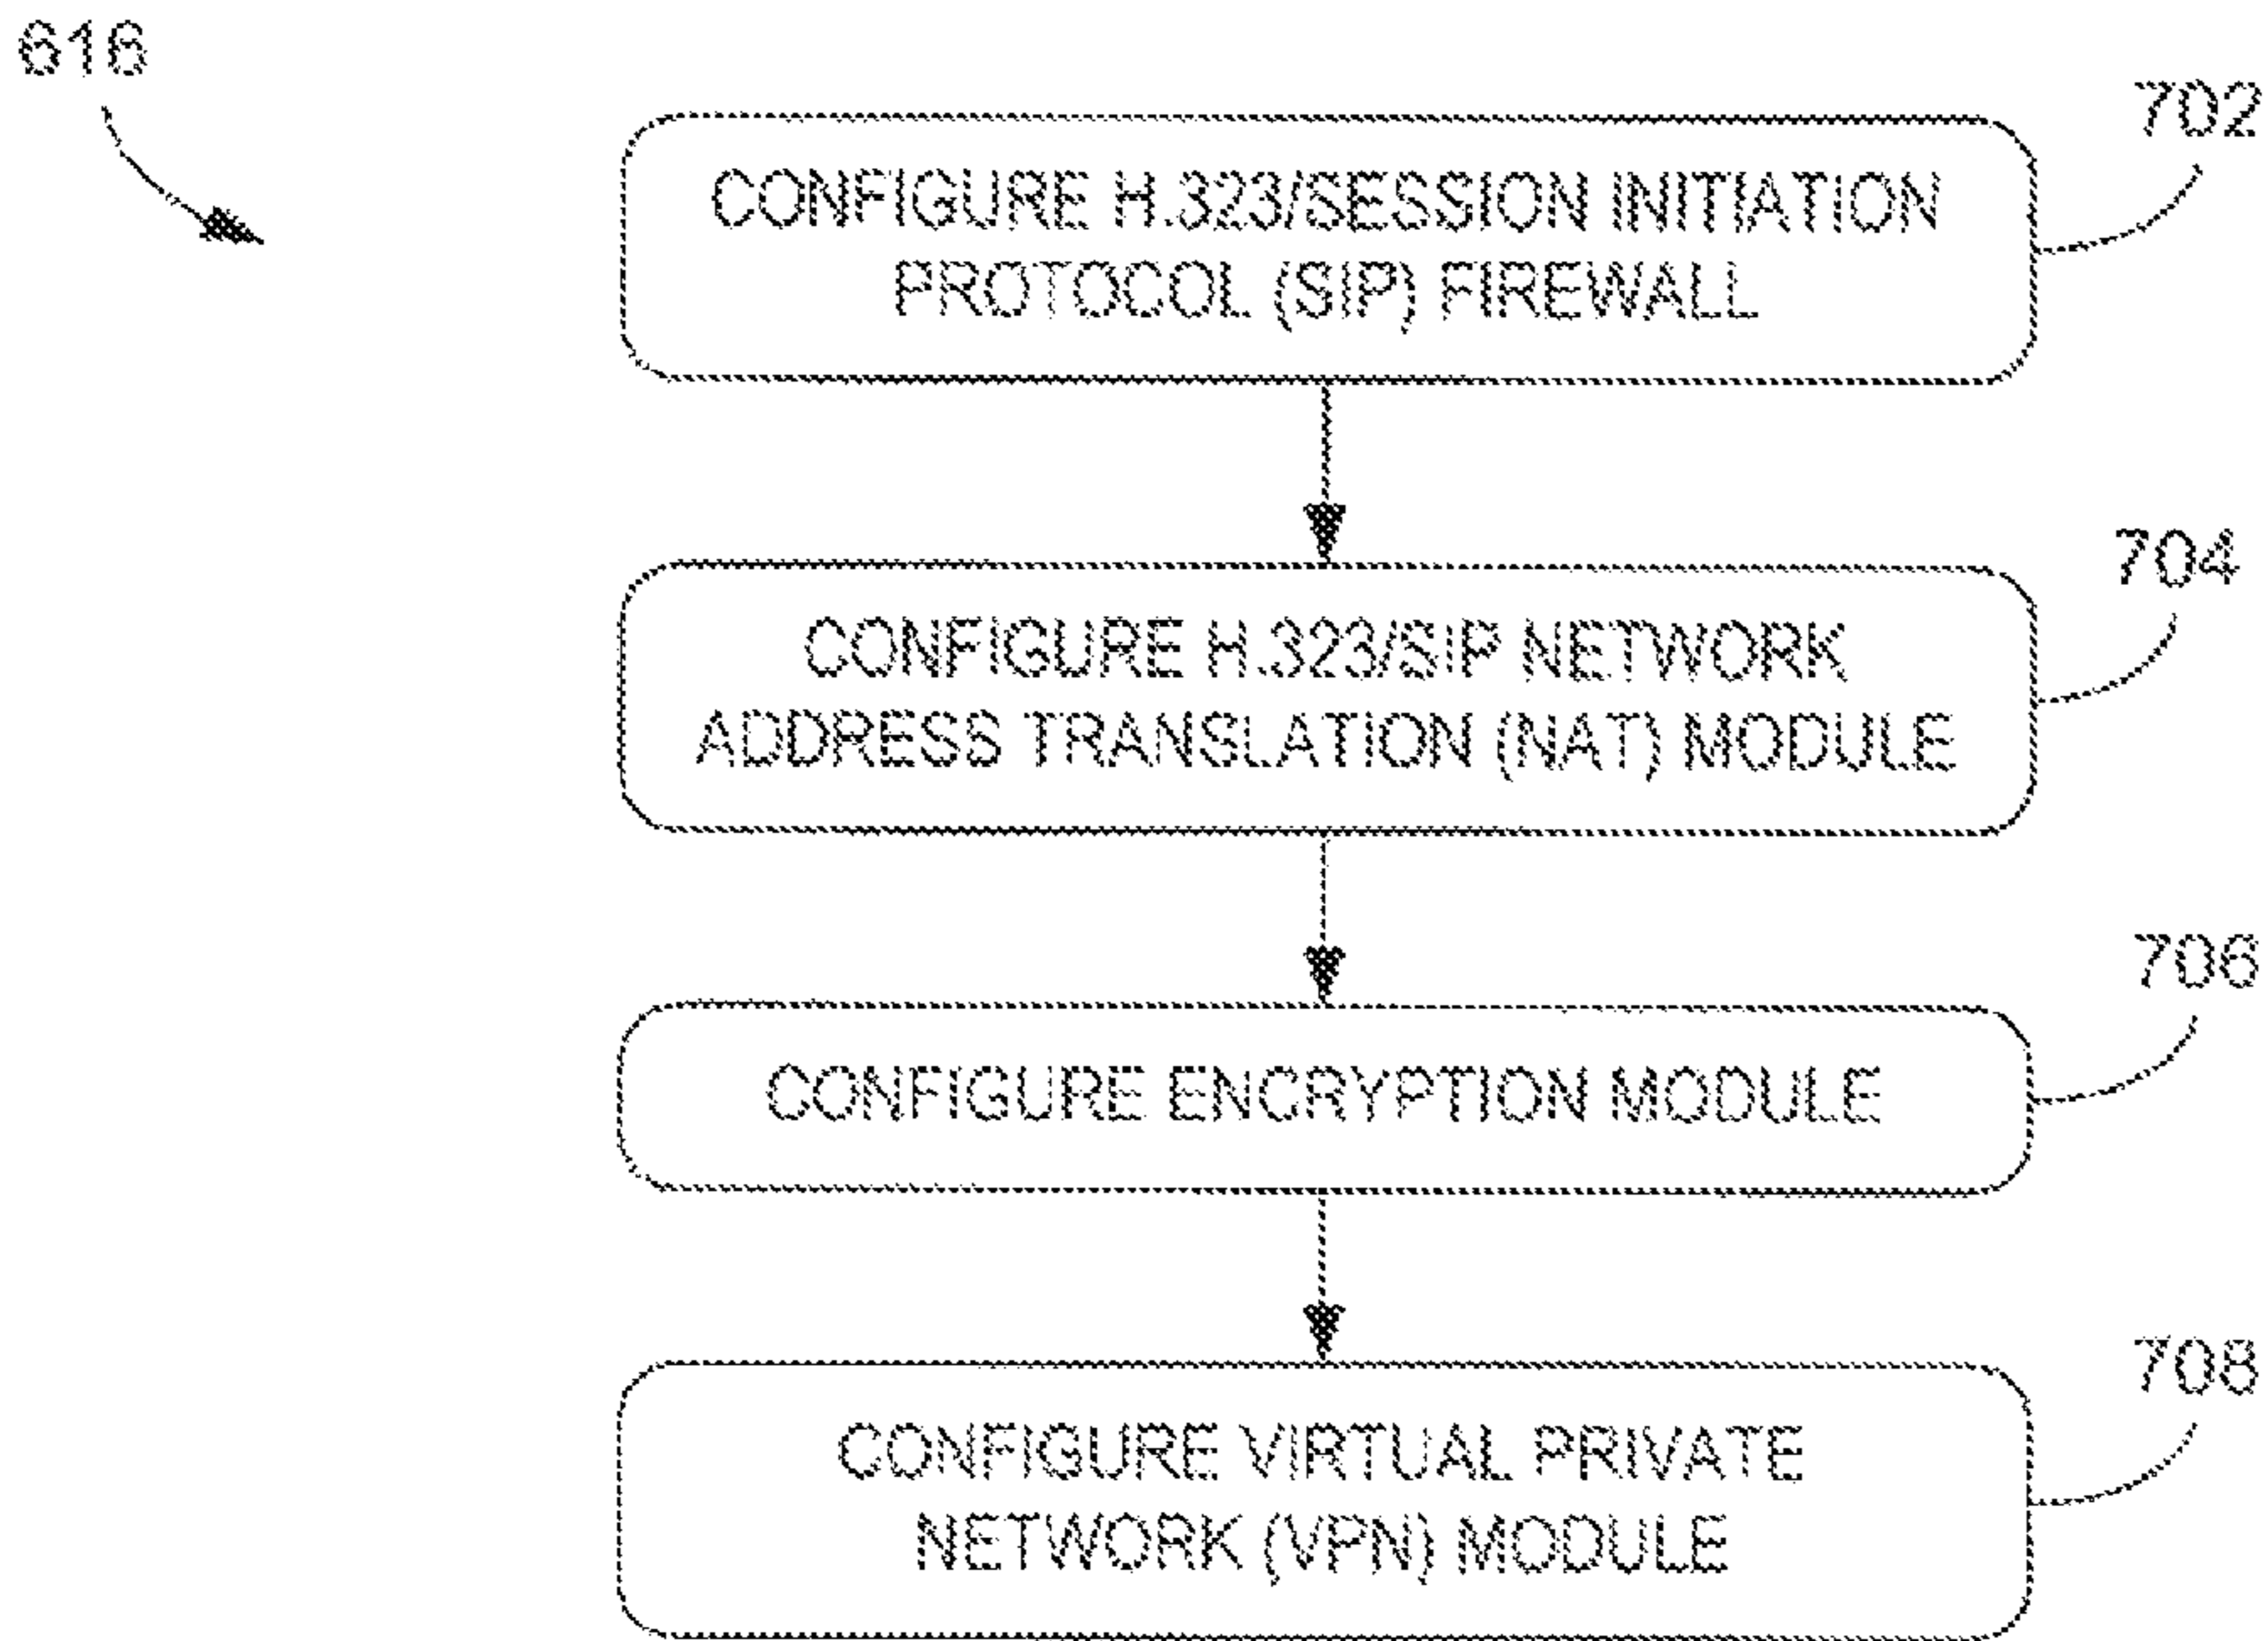 616
702
CONFIGURE H.323/SESSION INITIATION
PROTOCOL (SIP) FIREWALL
704
CONFIGURE H.323/SIP NETWORK
ADDRESS TRANSLATION (NAT) MODULE
706
CONFIGURE ENCRYPTION MODULE
708
CONFIGURE VIRTUAL PRIVATE
NETWORK (VPN) MODULE